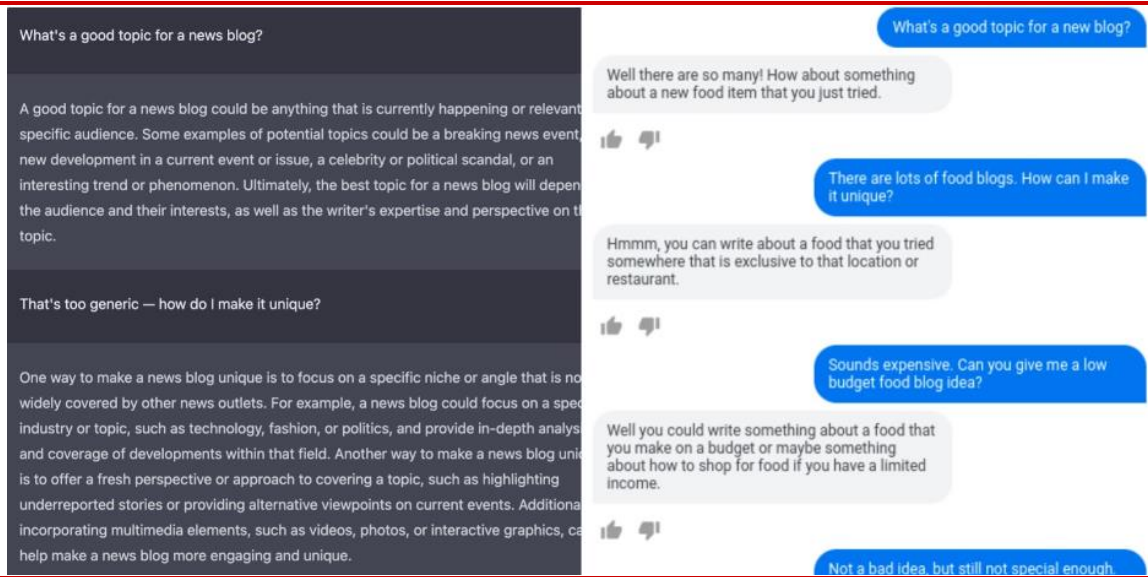 What's a good topic for a news blog?
A good topic for a news blog could be anything that is currently happening or relevant
specific audience. Some examples of potential topics could be a breaking news event,
new development in a current event or issue, a celebrity or political scandal, or an
interesting trend or phenomenon. Ultimately, the best topic for a news blog will depen
the audience and their interests, as well as the writer's expertise and perspective on t
topic.
That's too generic — how do I make it unique?
One way to make a news blog unique is to focus on a specific niche or angle that is no
widely covered by other news outlets. For example, a news blog could focus on a spec
industry or topic, such as technology, fashion, or politics, and provide in-depth analys
and coverage of developments within that field. Another way to make a news blog uni
is to offer a fresh perspective or approach to covering a topic, such as highlighting
underreported stories or providing alternative viewpoints on current events. Additiona
incorporating multimedia elements, such as videos, photos, or interactive graphics, ca
help make a news blog more engaging and unique.
What's a good topic for a new blog?
Well there are so many! How about something
about a new food item that you just tried.
There are lots of food blogs. How can I make
it unique?
Hmmm, you can write about a food that you tried
somewhere that is exclusive to that location or
restaurant.
Sounds expensive. Can you give me a low
budget food blog idea?
Well you could write something about a food that
you make on a budget or maybe something
about how to shop for food if you have a limited
income.
Not a bad idea, but still not special enough.